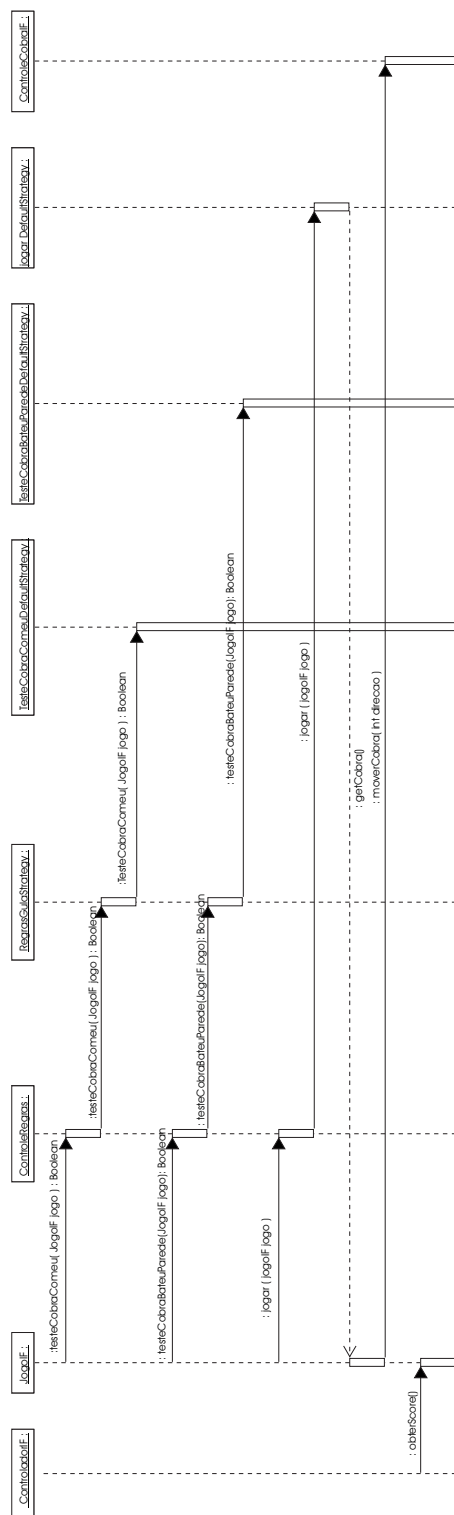 ControladorIF :
JogoIF :
ControleRegras :
RegrasGuiaStrategy :
TesteCobraComeuDefaultStrategy :
TesteCobraBateuParedeDefaultStrategy :
jogar DefaultStrategy :
ControleCobraIF :
:testeCobraComeu( JogoIF jogo ) : Boolean
:testeCobraComeu( JogoIF jogo ) : Boolean
:TesteCobraComeu( JogoIF jogo ) : Boolean
: testeCobraBateuParede(JogoIF jogo): Boolean
: testeCobraBateuParede(JogoIF jogo): Boolean
: testeCobraBateuParede(JogoIF jogo): Boolean
: jogar ( jogoIF jogo )
: jogar ( jogoIF jogo )
: getCobra()
: moverCobra( int direcao )
: obterScore()